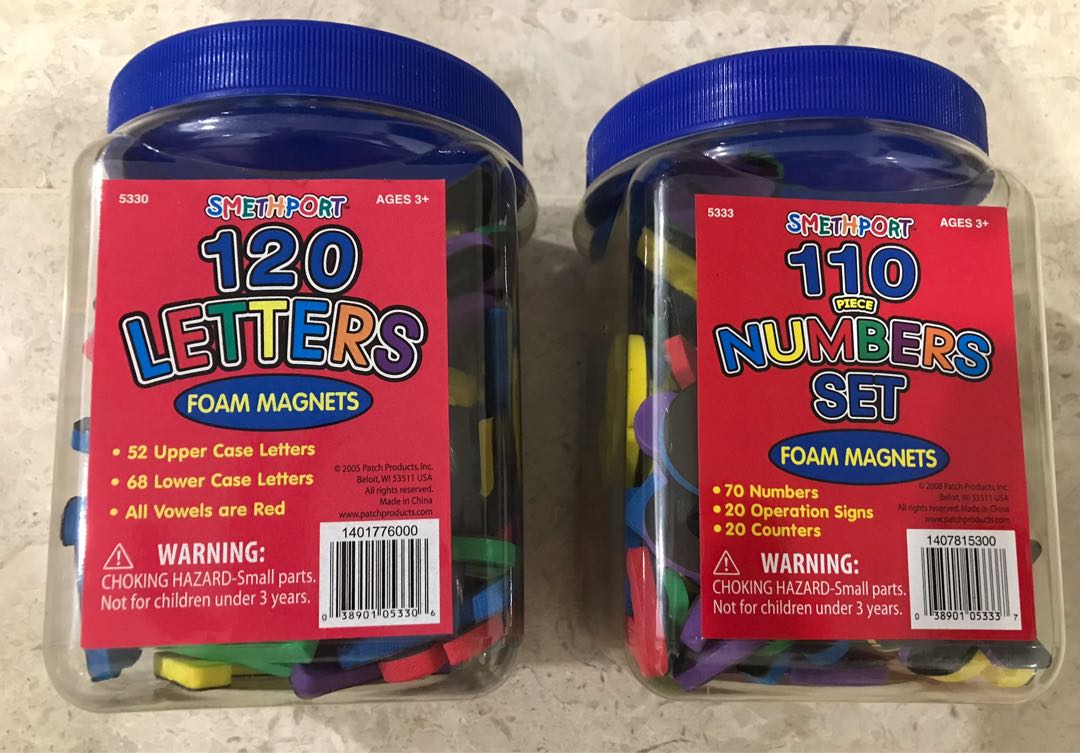 5330
SMETHPORT
AGES 3+
120
LETTERS
FOAM MAGNETS
• 52 Upper Case Letters
• 68 Lower Case Letters
• All Vowels are Red
© 2005 Patch Products, Inc.
Beloit, WI 53511 USA
All rights reserved.
Made in China
www.patchproducts.com
WARNING:
CHOKING HAZARD-Small parts.
Not for children under 3 years.
1401776000
0 38901 05330 6
5333
SMETHPORT
AGES 3+
110
PIECE
NUMBERS
SET
FOAM MAGNETS
• 70 Numbers
• 20 Operation Signs
• 20 Counters
© 2008 Patch Products, Inc.
Beloit, WI 53511 USA
All rights reserved. Made in China
www.patchproducts.com
WARNING:
CHOKING HAZARD-Small parts.
Not for children under 3 years.
1407815300
0 38901 05333 7